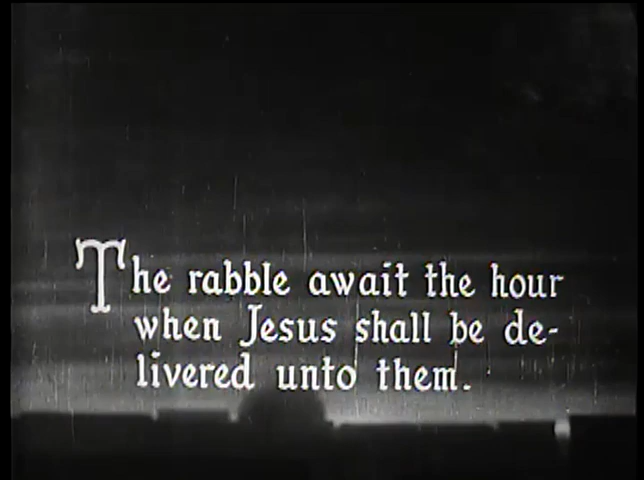 The rabble await the hour
when Jesus shall be de-
livered unto them.